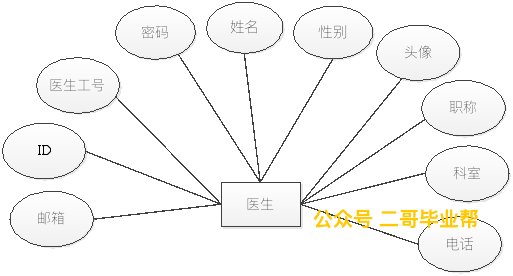 密码
姓名
性别
头像
医生工号
职称
ID
科室
邮箱
医生
公众号 二哥毕业帮
电话